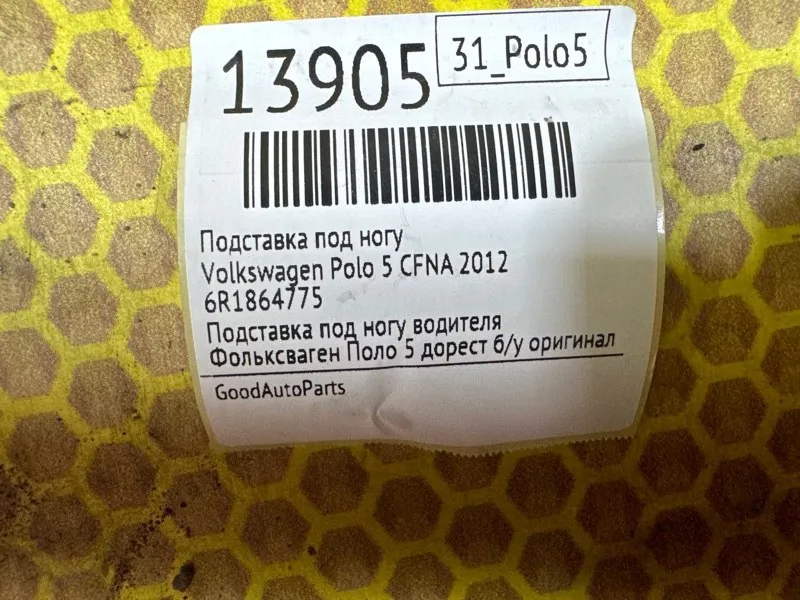 13905
31_Polo5
Подставка под ногу
Volkswagen Polo 5 CFNA 2012
6R1864775
Подставка под ногу водителя
Фольксваген Поло 5 дорест б/у оригинал
GoodAutoParts